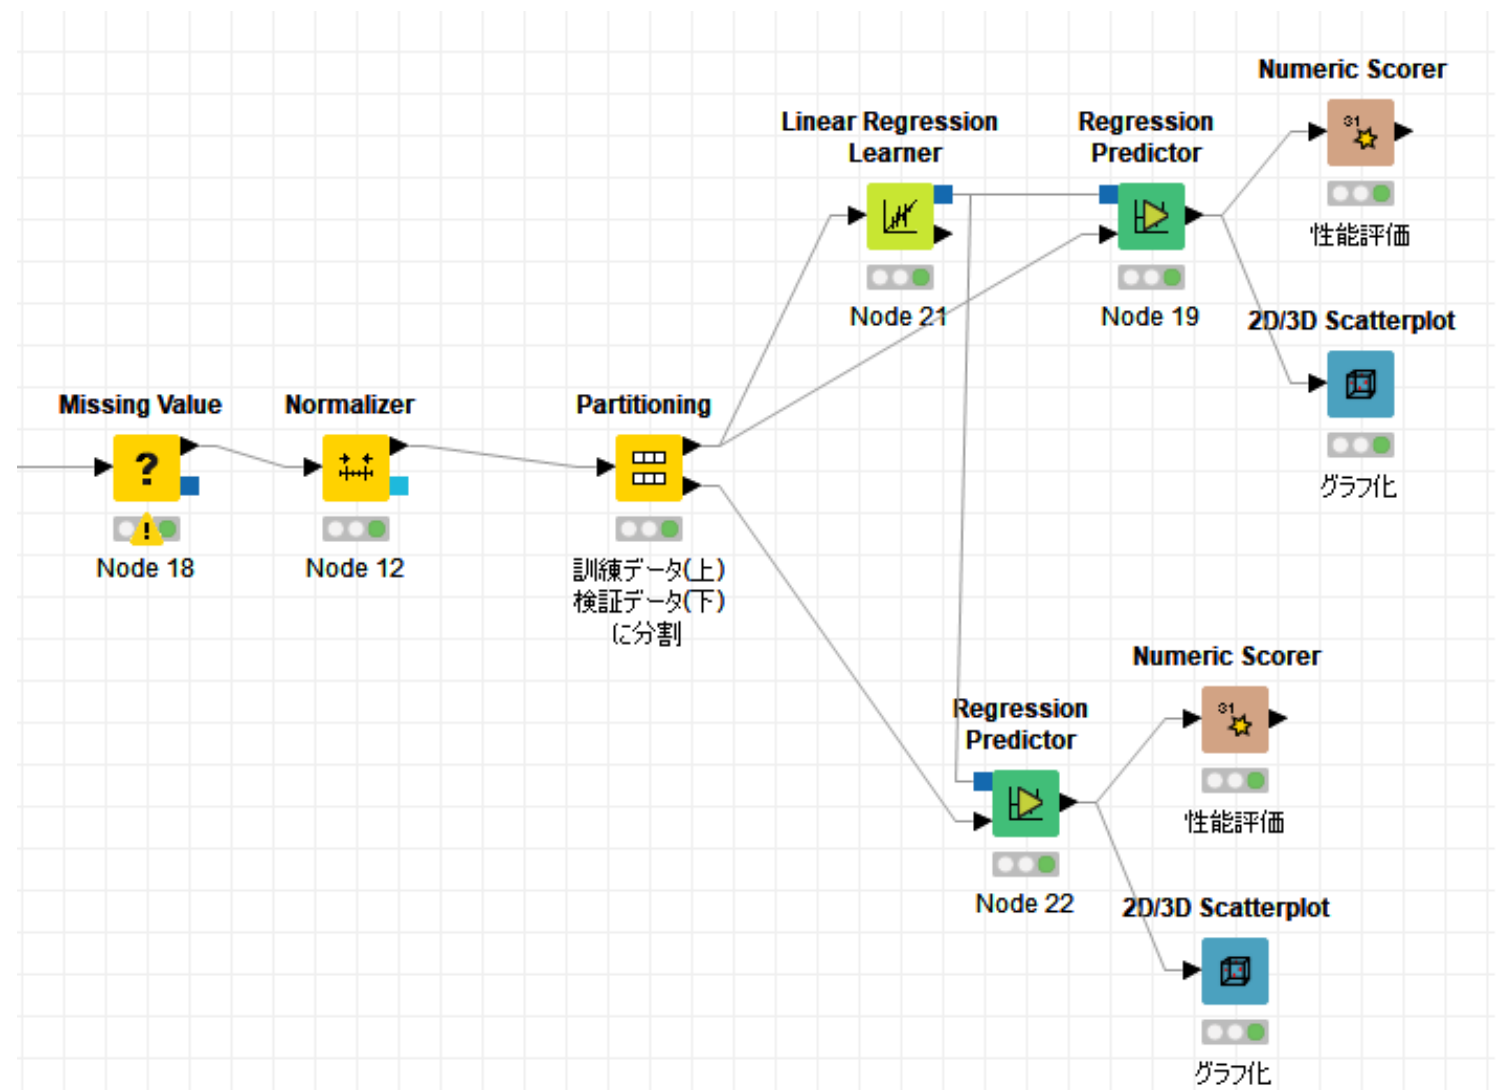 Numeric Scorer
31
性能評価
Linear Regression
Learner
Node 21
Regression
Predictor
Node 19
2D/3D Scatterplot
グラフ化
Missing Value
?
!
Node 18
Normalizer
Node 12
Partitioning
訓練データ(上)
検証データ(下)
に分割
Numeric Scorer
31
性能評価
Regression
Predictor
Node 22
2D/3D Scatterplot
グラフ化